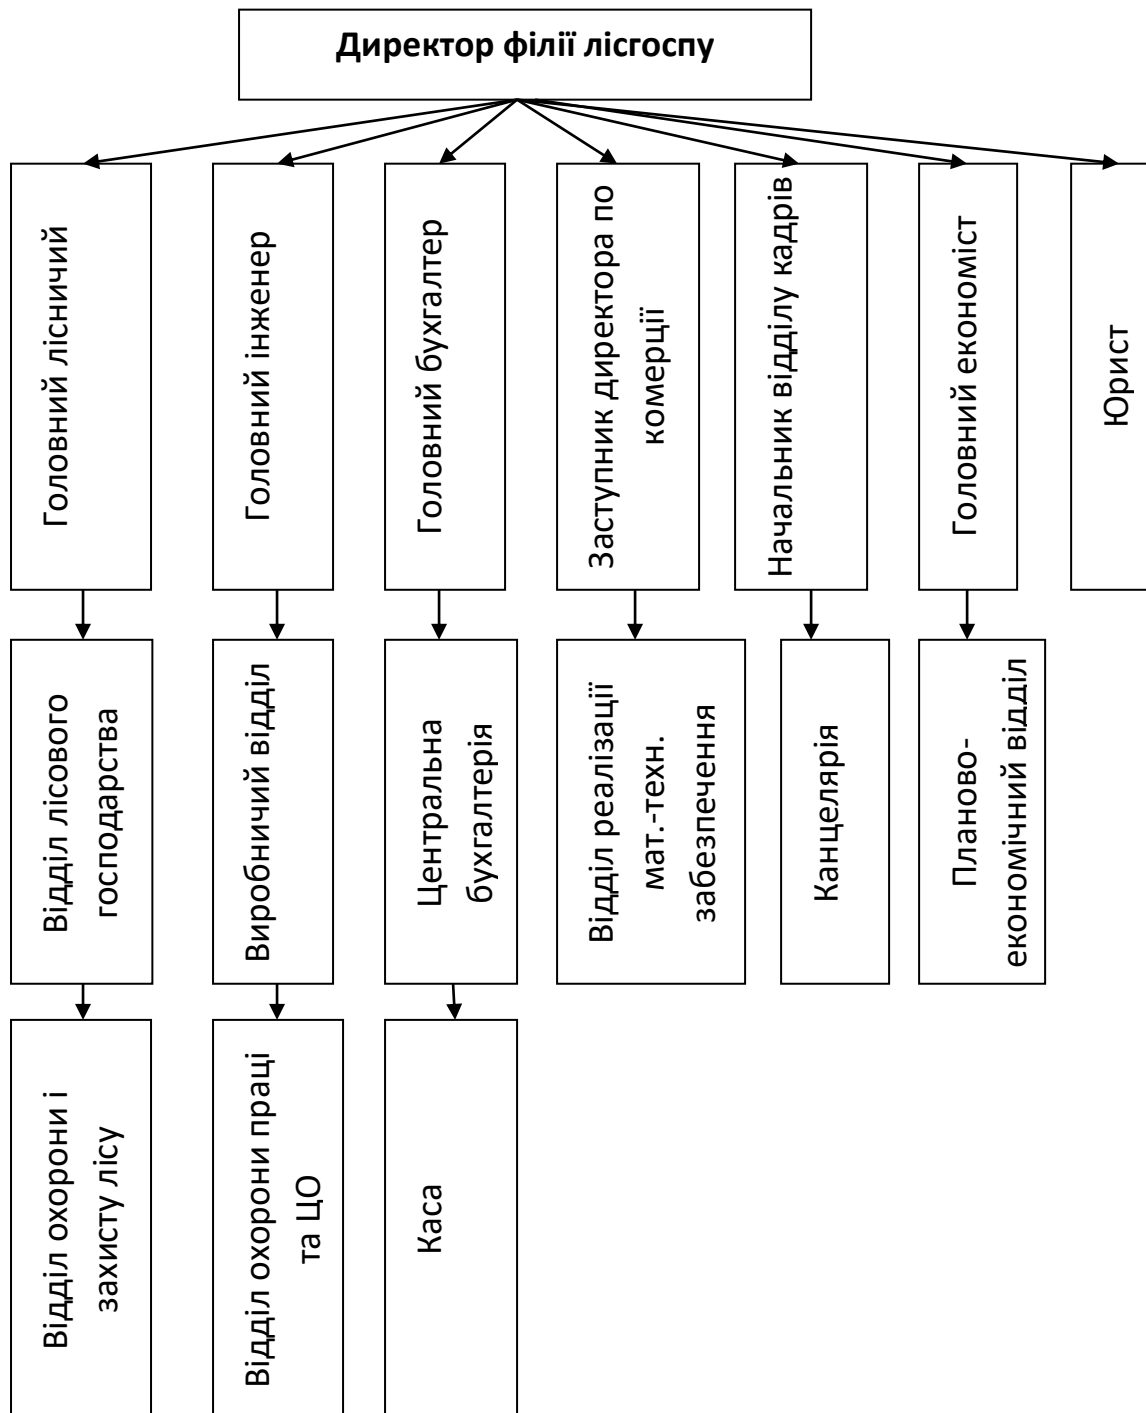 Директор філії лісгоспу
Головний лісничий
Головний інженер
Головний бухгалтер
Заступник директора по
комерції
Начальник відділу кадрів
Головний економіст
Юрист
Відділ лісового
господарства
Виробничий відділ
Центральна
бухгалтерія
Відділ реалізації
мат.-техн.
забезпечення
Канцелярія
Планово-
економічний відділ
Відділ охорони і
захисту лісу
Відділ охорони праці
та ЦО
Каса